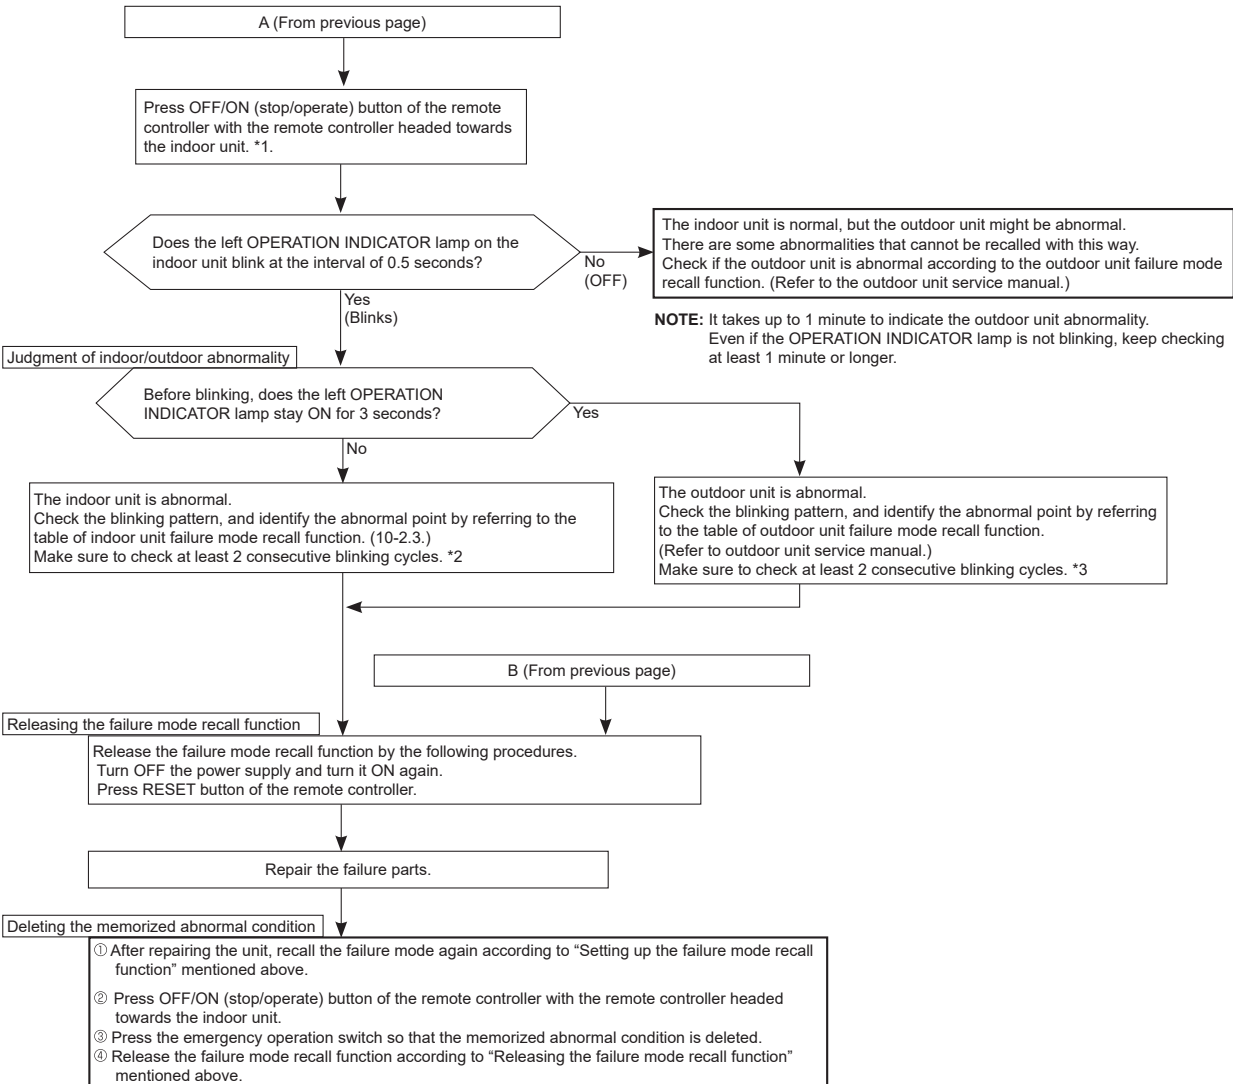 A (From previous page)
Press OFF/ON (stop/operate) button of the remote
controller with the remote controller headed towards
the indoor unit. *1.
Does the left OPERATION INDICATOR lamp on the
indoor unit blink at the interval of 0.5 seconds?
No
(OFF)
The indoor unit is normal, but the outdoor unit might be abnormal.
There are some abnormalities that cannot be recalled with this way.
Check if the outdoor unit is abnormal according to the outdoor unit failure mode
recall function. (Refer to the outdoor unit service manual.)
Yes
(Blinks)
NOTE: It takes up to 1 minute to indicate the outdoor unit abnormality.
Even if the OPERATION INDICATOR lamp is not blinking, keep checking
at least 1 minute or longer.
Judgment of indoor/outdoor abnormality
Before blinking, does the left OPERATION
INDICATOR lamp stay ON for 3 seconds?
Yes
No
The indoor unit is abnormal.
Check the blinking pattern, and identify the abnormal point by referring to the
table of indoor unit failure mode recall function. (10-2.3.)
Make sure to check at least 2 consecutive blinking cycles. *2
The outdoor unit is abnormal.
Check the blinking pattern, and identify the abnormal point by referring
to the table of outdoor unit failure mode recall function.
(Refer to outdoor unit service manual.)
Make sure to check at least 2 consecutive blinking cycles. *3
B (From previous page)
Releasing the failure mode recall function
Release the failure mode recall function by the following procedures.
Turn OFF the power supply and turn it ON again.
Press RESET button of the remote controller.
Repair the failure parts.
Deleting the memorized abnormal condition
① After repairing the unit, recall the failure mode again according to “Setting up the failure mode recall
function” mentioned above.
② Press OFF/ON (stop/operate) button of the remote controller with the remote controller headed
towards the indoor unit.
③ Press the emergency operation switch so that the memorized abnormal condition is deleted.
④ Release the failure mode recall function according to “Releasing the failure mode recall function”
mentioned above.